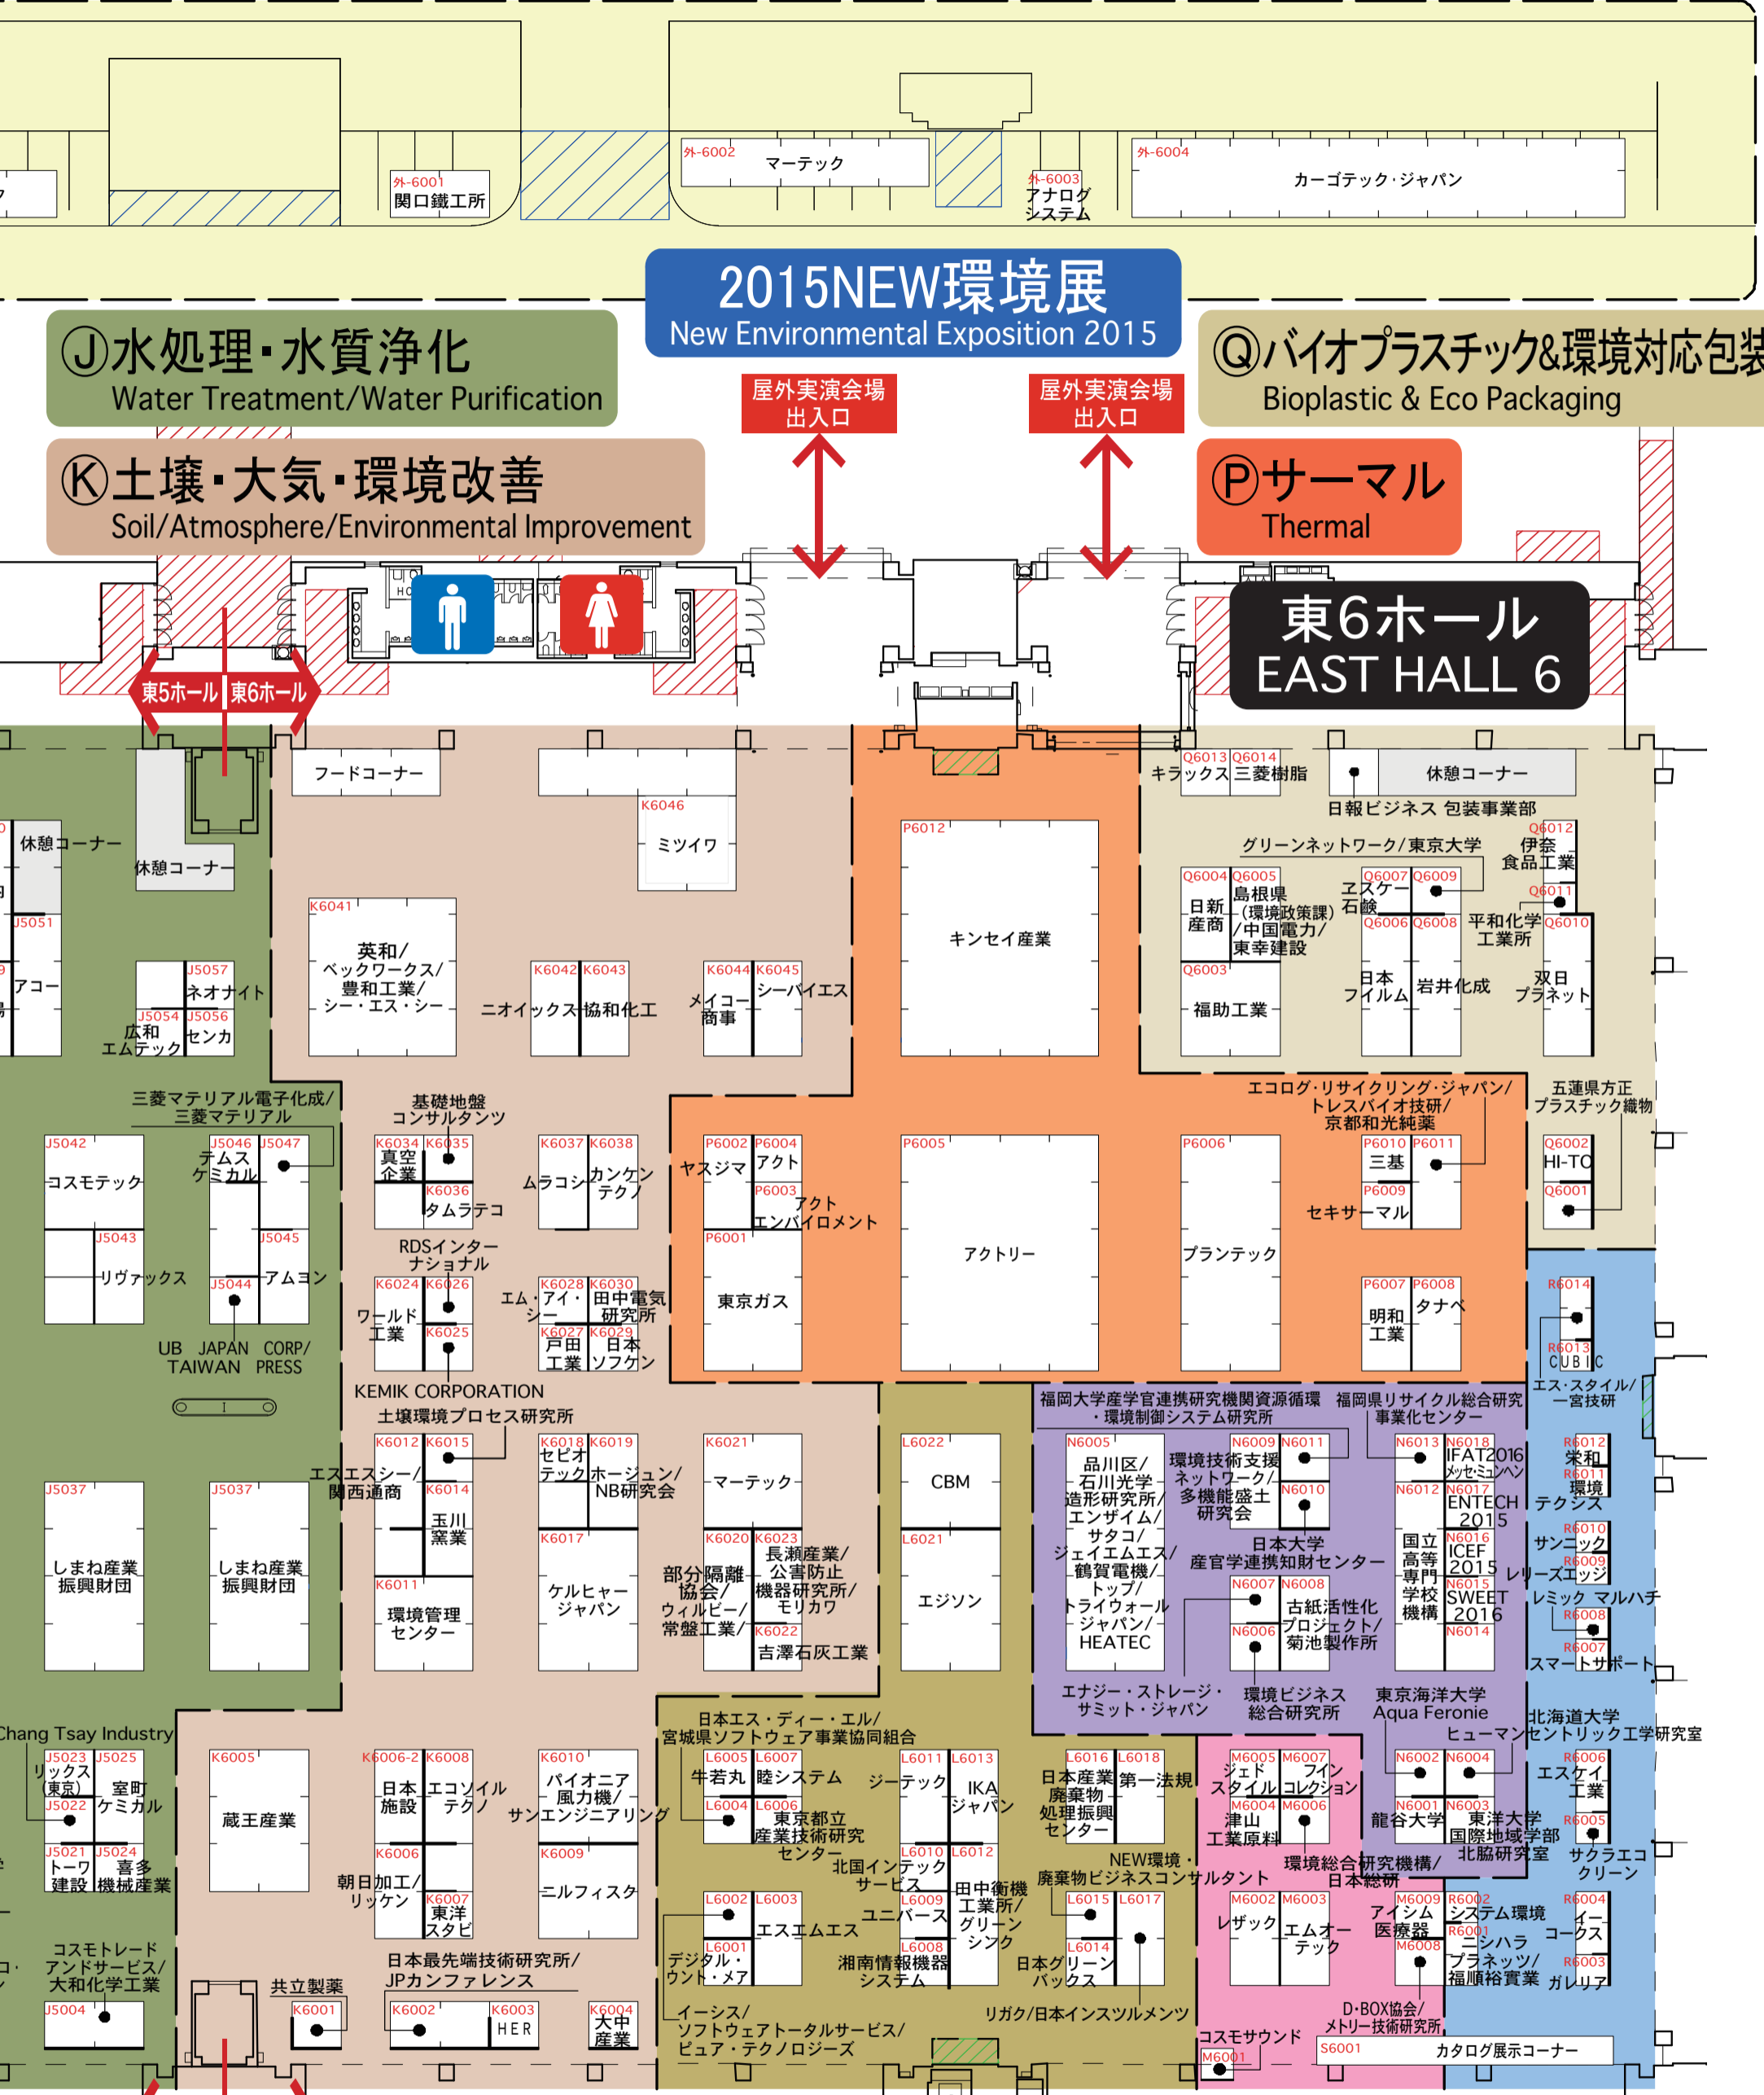 外-6001
関口鐵工所
外-6002
マーテック
外-6003
アナログ
システム
外-6004
カーゴテック・ジャパン
2015NEW環境展
New Environmental Exposition 2015
Ⓙ水処理・水質浄化
Water Treatment/Water Purification
Ⓚ土壌・大気・環境改善
Soil/Atmosphere/Environmental Improvement
屋外実演会場
出入口
屋外実演会場
出入口
Ⓠバイオプラスチック&環境対応包装
Bioplastic & Eco Packaging
Ⓟサーマル
Thermal
東6ホール
EAST HALL 6
東5ホール
東6ホール
フードコーナー
K6046
ミツイワ
休憩コーナー
休憩コーナー
J5051
アコー
J5057
ネオナイト
J5054
広和
エムテック
J5056
センカ
K6041
英和/
ベックワークス/
豊和工業/
シー・エス・シー
K6042
ニオイックス
K6043
協和化工
K6044
メイコー
商事
K6045
シーバイエス
P6012
キンセイ産業
Q6013
キラックス
Q6014
三菱樹脂
休憩コーナー
日報ビジネス 包装事業部
グリーンネットワーク/東京大学
Q6012
伊奈
食品工業
Q6011
平和化学
工業所
Q6004
日新
産商
Q6005
島根県
(環境政策課)
/中国電力/
東幸建設
Q6003
福助工業
Q6007
ヱスケー
石鹸
Q6009
Q6006
日本
フイルム
Q6008
岩井化成
Q6010
双日
プラネット
三菱マテリアル電子化成/
三菱マテリアル
J5042
コスモテック
J5043
リヴァックス
J5046
テムス
ケミカル
J5047
J5045
アムヨン
J5044
UB JAPAN CORP/
TAIWAN PRESS
基礎地盤
コンサルタンツ
K6034
真空
企業
K6035
K6036
タムラテコ
K6037
ムラコシ
K6038
カンケン
テクノ
RDSインター
ナショナル
K6024
ワールド
工業
K6026
K6025
KEMIK CORPORATION
K6028
エム・アイ・
シー
K6030
田中電気
研究所
K6027
戸田
工業
K6029
日本
ソフケン
P6002
ヤスジマ
P6004
アクト
P6003
アクト
エンバイロメント
P6001
東京ガス
P6005
アクトリー
P6006
プランテック
エコログ・リサイクリング・ジャパン/
トレスバイオ技研/
京都和光純薬
P6010
三基
P6011
P6009
セキサーマル
P6007
明和
工業
P6008
タナベ
五蓮県方正
プラスチック織物
Q6002
HI-TO
Q6001
R6014
R6013
CUBIC
エス・スタイル/
一宮技研
土壌環境プロセス研究所
J5037
しまね産業
振興財団
J5037
しまね産業
振興財団
K6012
エスエスシー/
関西通商
K6015
K6014
玉川
窯業
K6011
環境管理
センター
K6018
セピオ
テック
K6019
ホージュン/
NB研究会
K6017
ケルヒャー
ジャパン
K6021
マーテック
K6020
部分隔離
協会/
ウィルビー/
常盤工業/
K6023
長瀬産業/
公害防止
機器研究所/
モリカワ
K6022
吉澤石灰工業
L6022
CBM
L6021
エジソン
福岡大学産学官連携研究機関資源循環
・環境制御システム研究所
福岡県リサイクル総合研究
事業化センター
N6005
品川区/
石川光学
造形研究所/
エンザイム/
サタコ/
ジェイエムエス/
鶴賀電機/
トップ/
トライウォール
ジャパン/
HEATEC
N6009
環境技術支援
ネットワーク/
多機能盛土
研究会
N6011
N6010
日本大学
産官学連携知財センター
N6007
N6008
古紙活性化
プロジェクト/
菊池製作所
N6006
エナジー・ストレージ・
サミット・ジャパン
環境ビジネス
総合研究所
N6013
N6018
IFAT2016
メッセ・ミュンヘン
N6012
国立
高等
専門
学校
機構
N6017
ENTECH
2015
N6016
ICEF
2015
N6015
SWEET
2016
N6014
R6012
栄和
R6011
環境
テクシス
R6010
サンニック
R6009
レリーズエッジ
レミック マルハチ
R6008
R6007
スマートサポート
東京海洋大学
Aqua Feronie
北海道大学
ヒューマンセントリック工学研究室
Chang Tsay Industry
J5023
リックス
(東京)
J5025
室町
ケミカル
J5022
J5021
トーワ
建設
J5024
喜多
機械産業
K6005
蔵王産業
K6006-2
日本
施設
K6008
エコソイル
テクノ
K6006
朝日加工/
リッケン
K6007
東洋
スタビ
K6010
パイオニア
風力機/
サンエンジニアリング
K6009
ニルフィスク
日本エス・ディー・エル/
宮城県ソフトウェア事業協同組合
L6005
牛若丸
L6007
睦システム
L6004
L6006
東京都立
産業技術研究
センター
L6002
L6003
エスエムエス
L6001
デジタル・
ウント・メア
イーシス/
ソフトウェアトータルサービス/
ピュア・テクノロジーズ
L6011
ジーテック
L6013
IKA
ジャパン
L6010
北国インテック
サービス
L6012
田中衡機
工業所/
グリーン
シンク
L6009
ユニバース
L6008
湘南情報機器
システム
L6016
日本産業
廃棄物
処理振興
センター
L6018
第一法規
NEW環境・
廃棄物ビジネスコンサルタント
L6015
L6017
L6014
日本グリーン
パックス
リガク/日本インスツルメンツ
M6005
ジェド
スタイル
M6007
フイン
コレクション
M6004
津山
工業原料
M6006
環境総合研究機構/
日本総研
M6002
レザック
M6003
エムオー
テック
N6002
N6004
N6001
龍谷大学
N6003
東洋大学
国際地域学部
北脇研究室
R6006
エスケイ
工業
R6005
サクラエコ
クリーン
M6009
アイシム
医療器
M6008
R6002
システム環境
R6001
ニシハラ
プラネッツ/
福順裕實業
R6004
イー
コークス
R6003
ガレリア
D・BOX協会/
メトリー技術研究所
コスモサウンド
M6001
S6001
カタログ展示コーナー
コスモトレード
アンドサービス/
大和化学工業
J5004
共立製薬
K6001
日本最先端技術研究所/
JPカンファレンス
K6002
K6003
HER
K6004
大中
産業